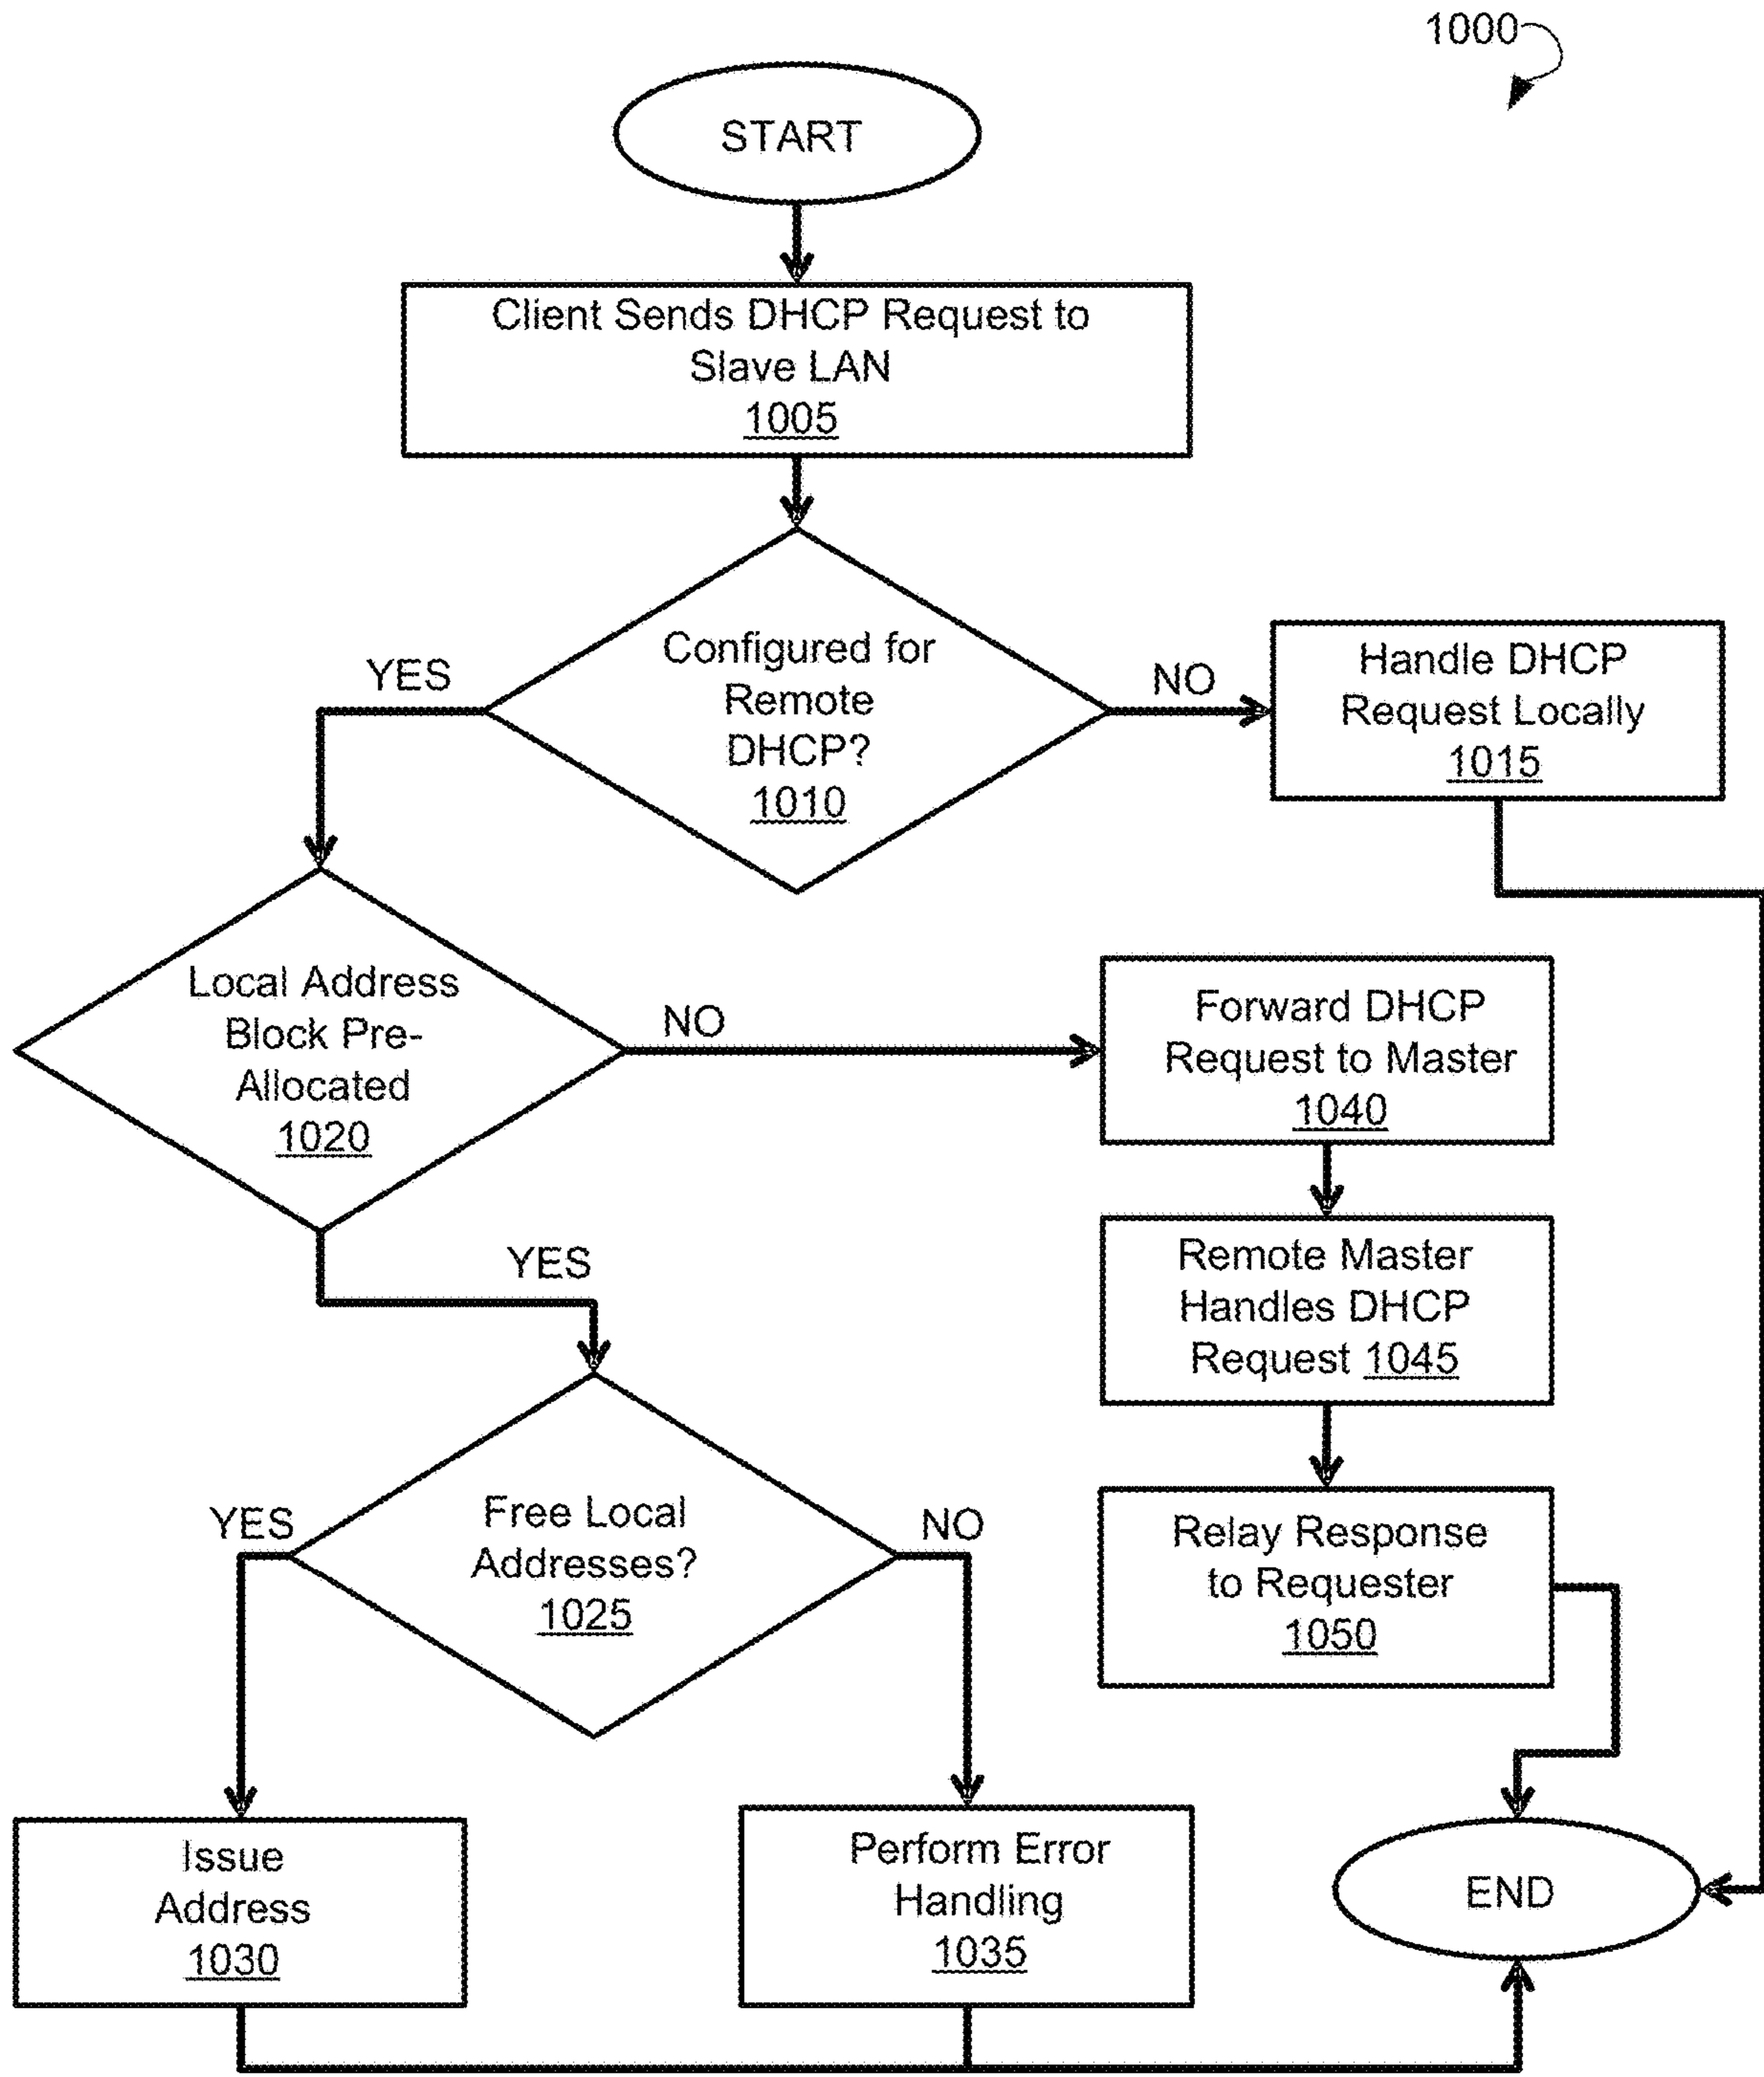 1000
START
Client Sends DHCP Request to
Slave LAN
1005
Configured for
Remote
DHCP?
1010
YES
NO
Handle DHCP
Request Locally
1015
Local Address
Block Pre-
Allocated
1020
NO
Forward DHCP
Request to Master
1040
YES
Remote Master
Handles DHCP
Request 1045
Free Local
Addresses?
1025
YES
NO
Relay Response
to Requester
1050
Issue
Address
1030
Perform Error
Handling
1035
END